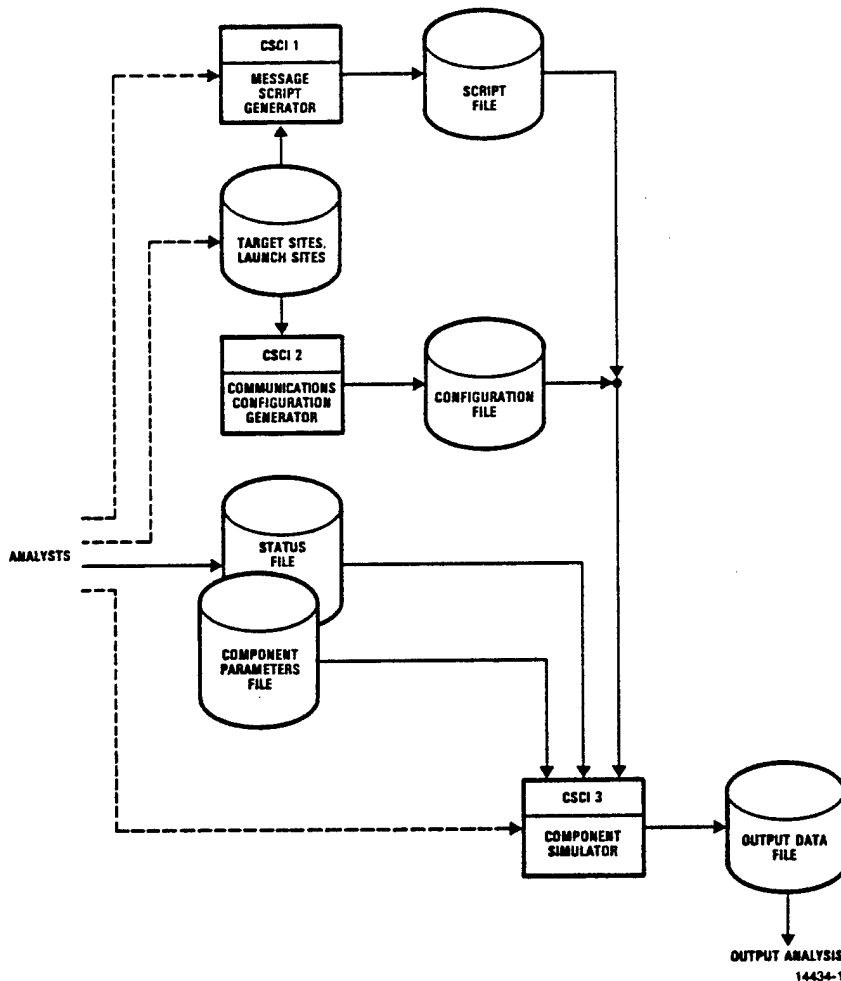 CSCI 1
MESSAGE
SCRIPT
GENERATOR
SCRIPT
FILE
TARGET SITES,
LAUNCH SITES
CSCI 2
COMMUNICATIONS
CONFIGURATION
GENERATOR
CONFIGURATION
FILE
ANALYSTS
STATUS
FILE
COMPONENT
PARAMETERS
FILE
CSCI 3
COMPONENT
SIMULATOR
OUTPUT DATA
FILE
OUTPUT ANALYSIS
14434-1